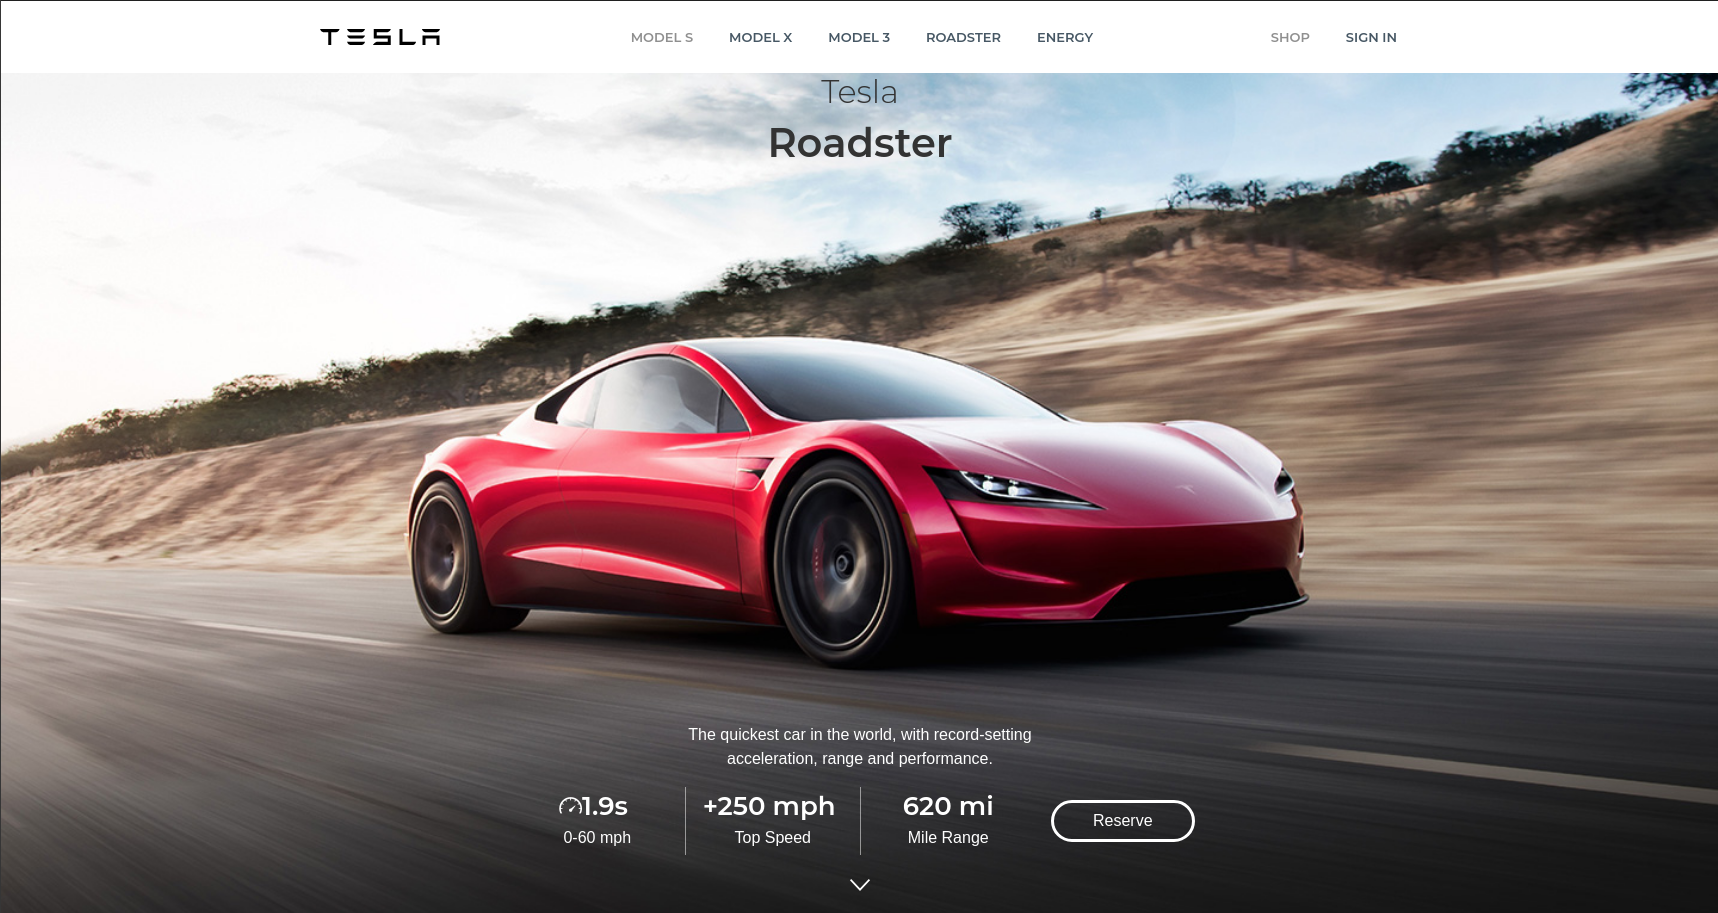 TESLA
MODEL S MODEL X MODEL 3 ROADSTER ENERGY SHOP SIGN IN
Tesla
Roadster
The quickest car in the world, with record-setting
acceleration, range and performance.
1.9s +250 mph 620 mi
0-60 mph Top Speed Mile Range
Reserve